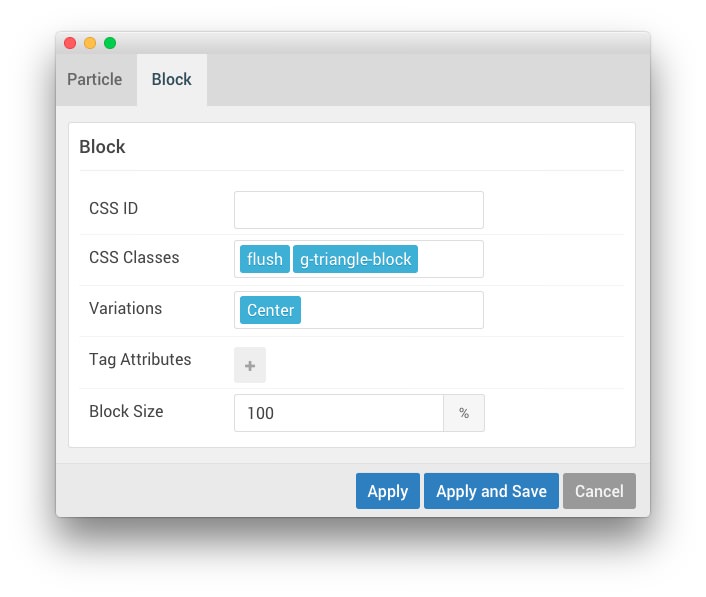 Particle Block
Block
CSS ID
CSS Classes flush g-triangle-block
Variations Center
Tag Attributes +
Block Size 100 %
Apply Apply and Save Cancel